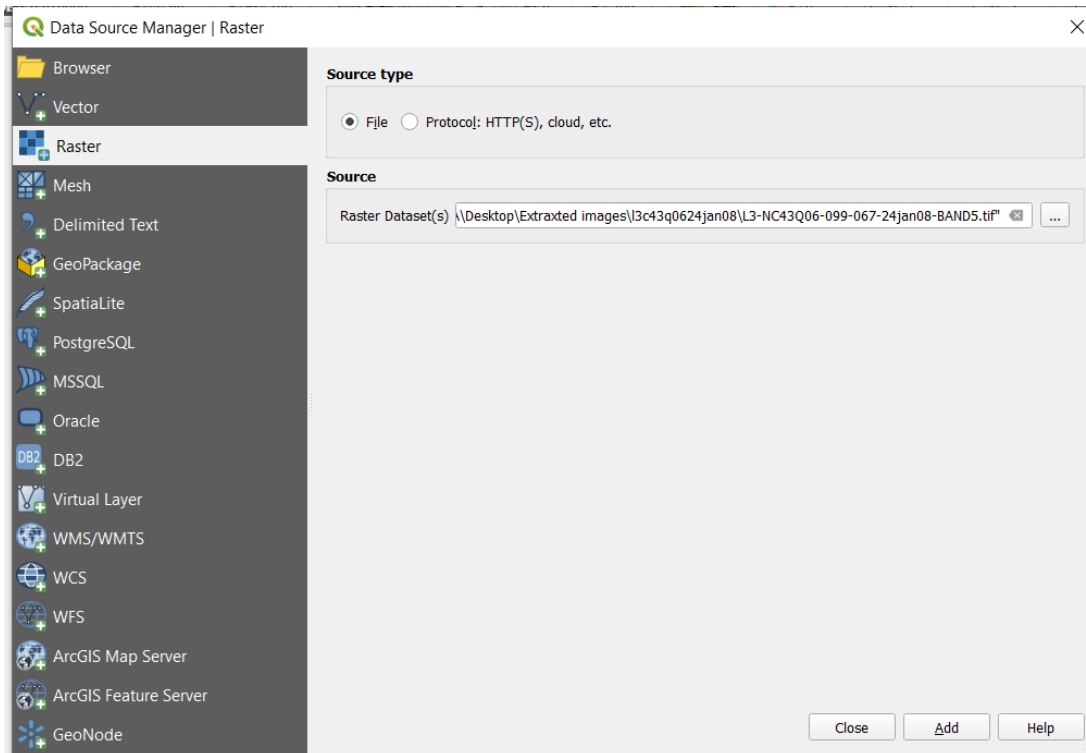 Data Source Manager | Raster
Browser
Vector
Raster
Mesh
Delimited Text
GeoPackage
SpatiaLite
PostgreSQL
MSSQL
Oracle
DB2
DB2
Virtual Layer
WMS/WMTS
WCS
WFS
ArcGIS Map Server
ArcGIS Feature Server
GeoNode
Source type
File Protocol: HTTP(S), cloud, etc.
Source
Raster Dataset(s) \Desktop\Extraxted images\l3c43q0624jan08\L3-NC43Q06-099-067-24jan08-BAND5.tif" ...
Close Add Help